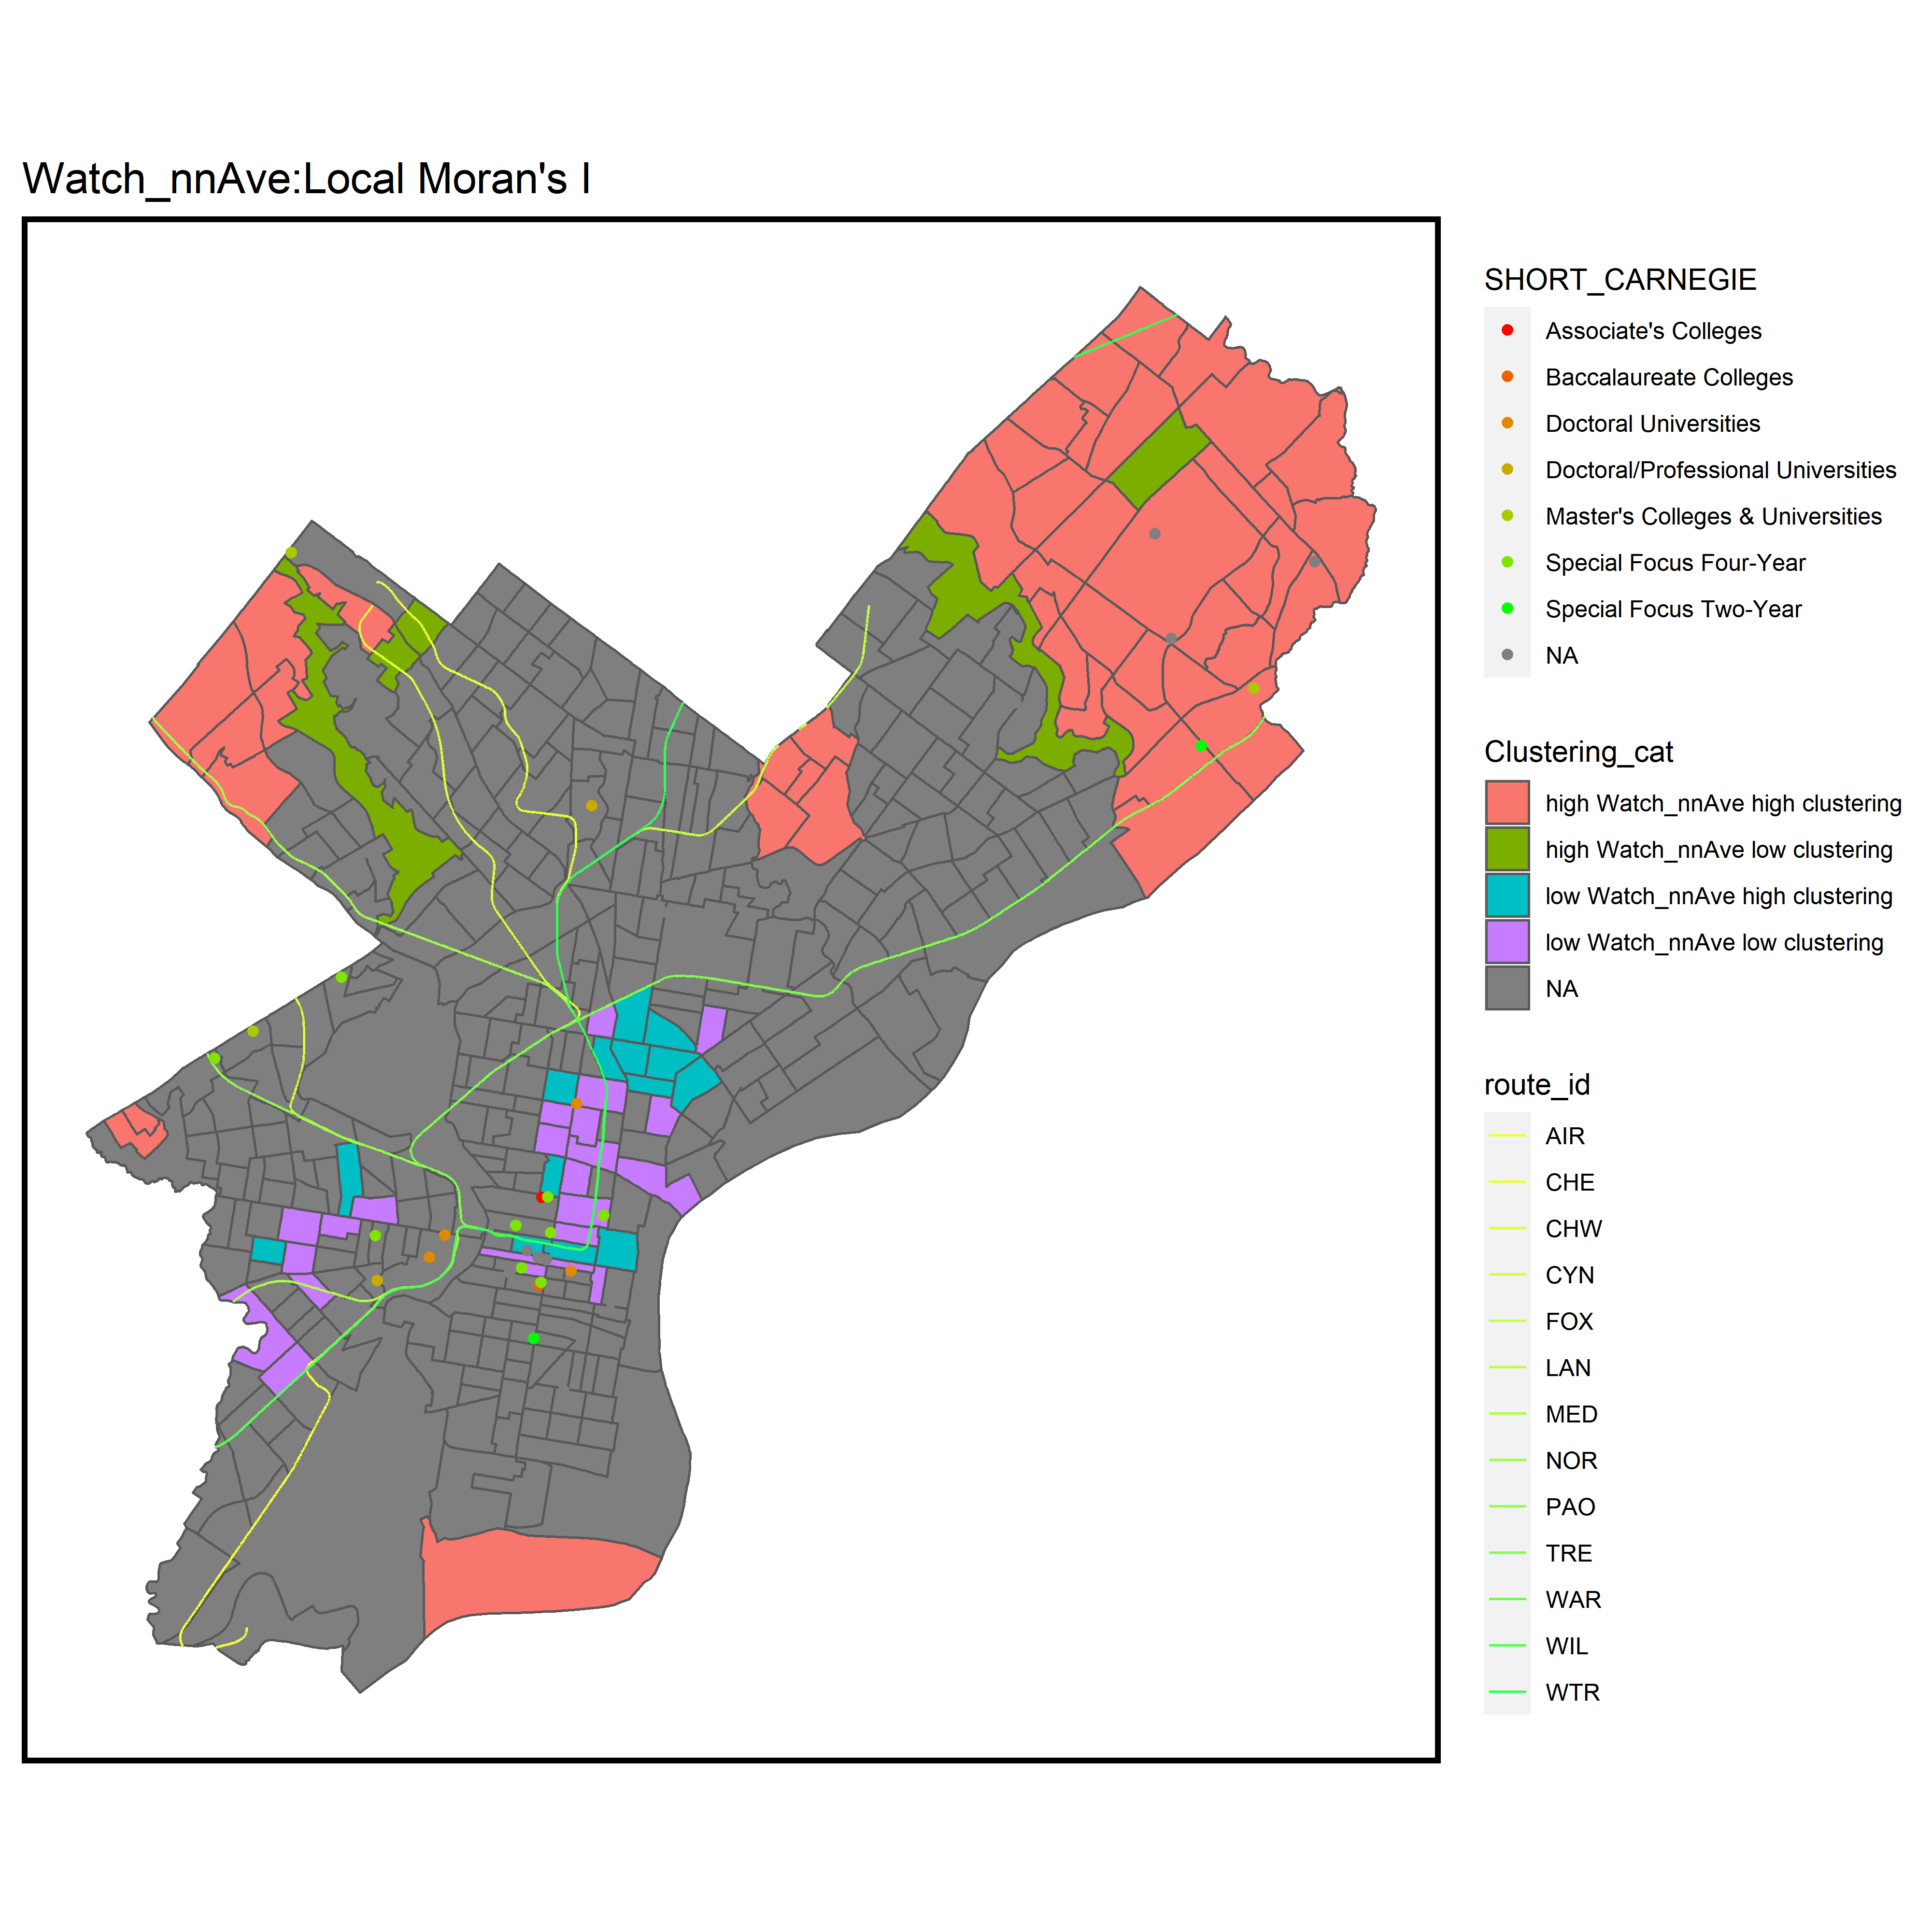 Watch_nnAve:Local Moran's I
SHORT_CARNEGIE
Associate's Colleges
Baccalaureate Colleges
Doctoral Universities
Doctoral/Professional Universities
Master's Colleges & Universities
Special Focus Four-Year
Special Focus Two-Year
NA
Clustering_cat
high Watch_nnAve high clustering
high Watch_nnAve low clustering
low Watch_nnAve high clustering
low Watch_nnAve low clustering
NA
route_id
AIR
CHE
CHW
CYN
FOX
LAN
MED
NOR
PAO
TRE
WAR
WIL
WTR